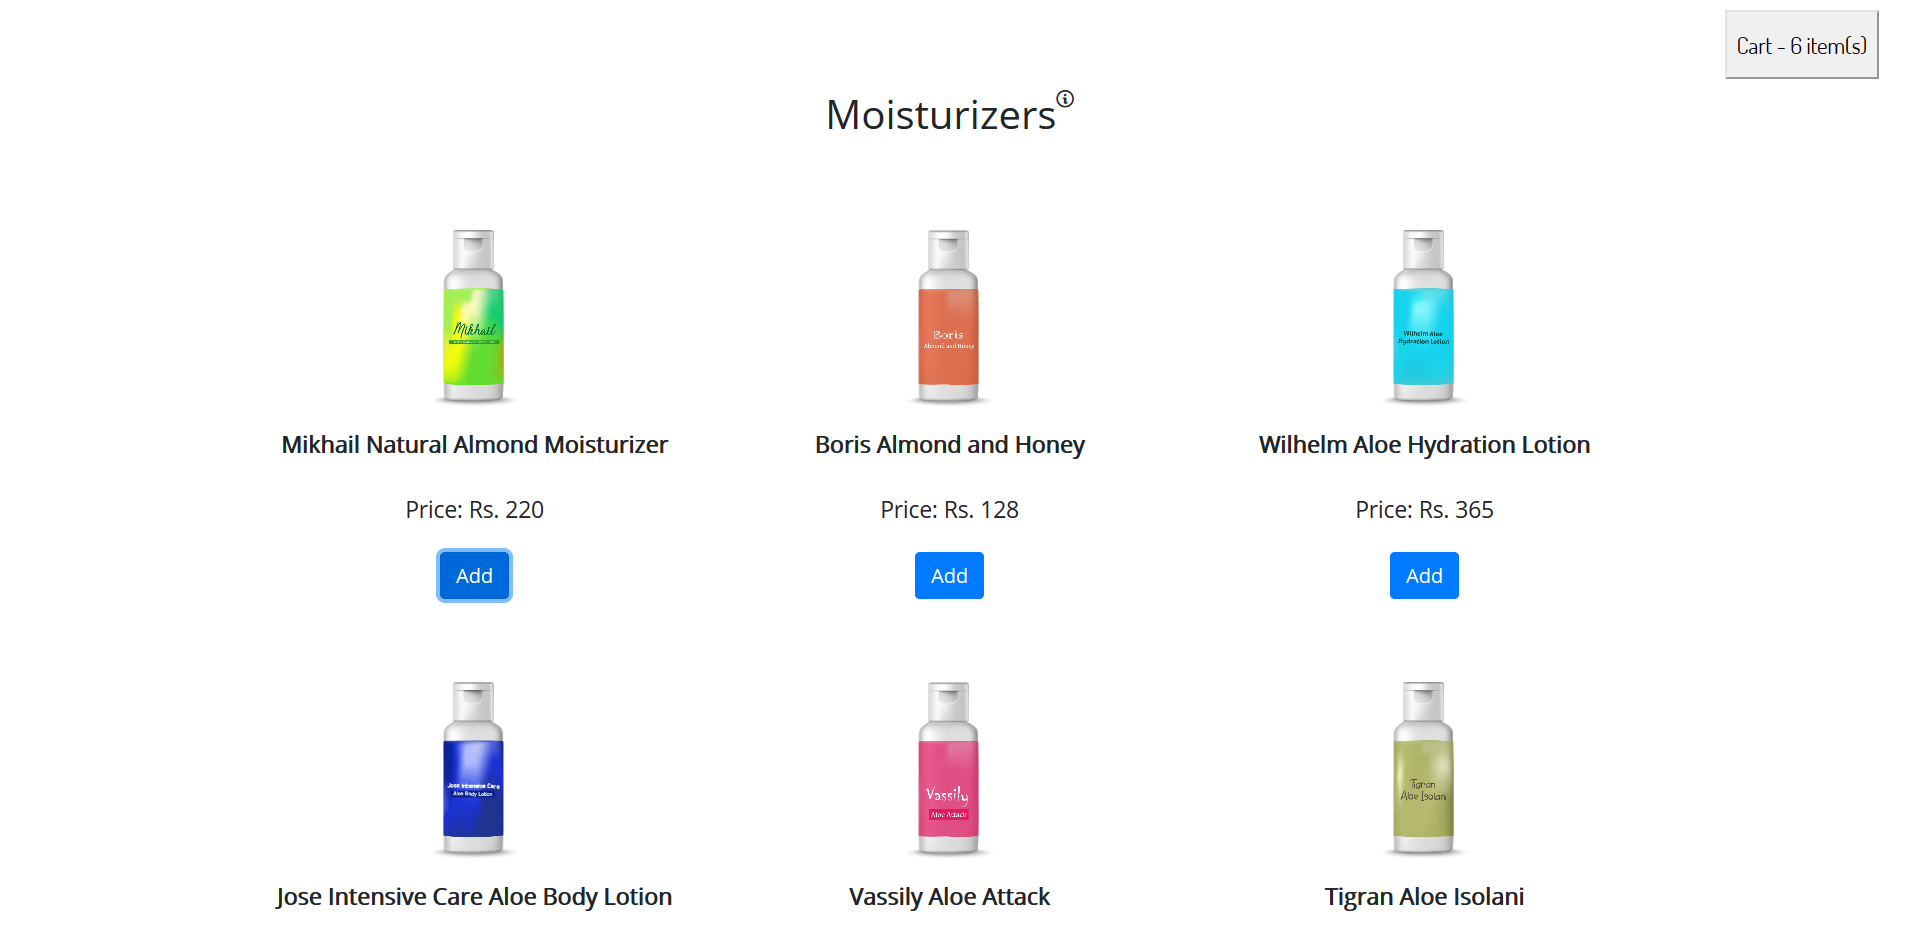 Cart - 6 item(s)
Moisturizers
Mikhail
Boris
Almond and Honey
Wilhelm Aloe
Hydration Lotion
Mikhail Natural Almond Moisturizer
Boris Almond and Honey
Wilhelm Aloe Hydration Lotion
Price: Rs. 220
Price: Rs. 128
Price: Rs. 365
Add
Add
Add
Jose Intensive Care
Aloe Body Lotion
Vassily
Aloe Attack
Tigran
Aloe Isolani
Jose Intensive Care Aloe Body Lotion
Vassily Aloe Attack
Tigran Aloe Isolani